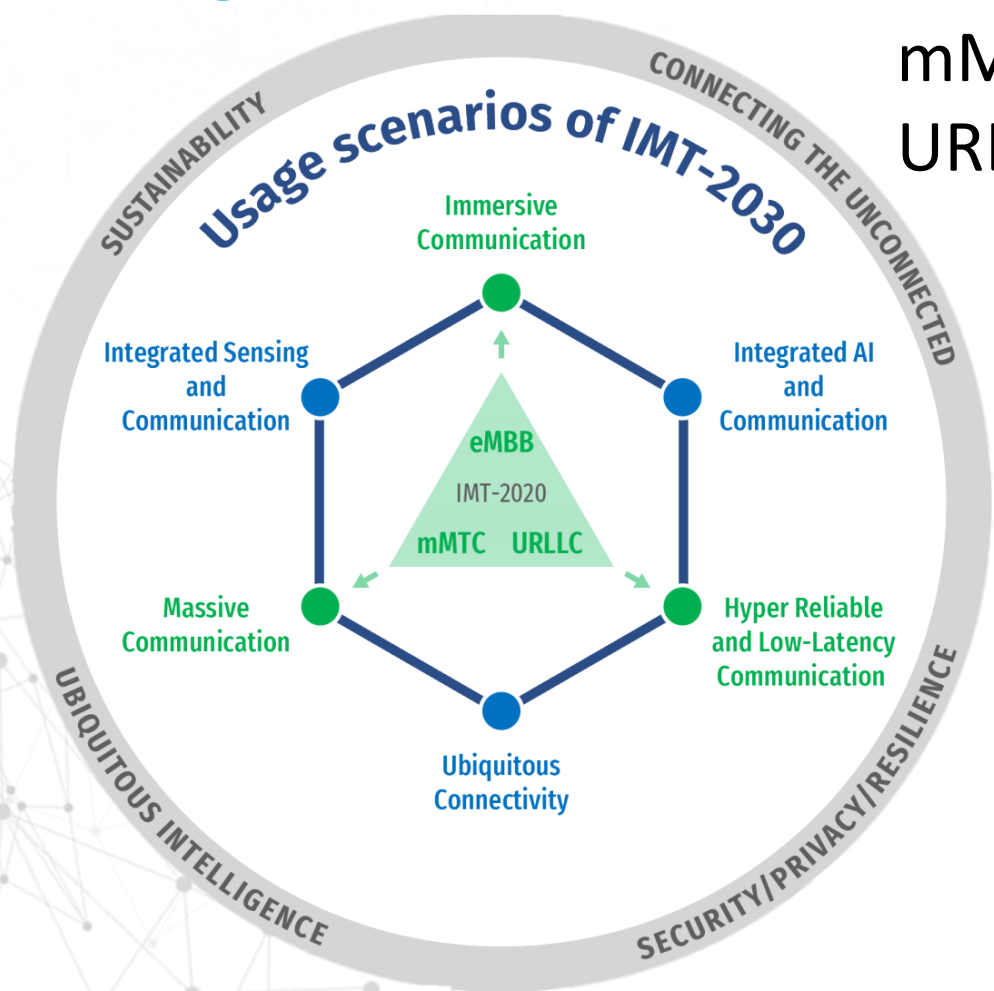 Usage scenarios of IMT-2030
SUSTAINABILITY
CONNECTING THE UNCONNECTED
Immersive
Communication
Integrated Sensing
and
Communication
Integrated AI
and
Communication
eMBB
IMT-2020
mMTC URLLC
Massive
Communication
Hyper Reliable
and Low-Latency
Communication
Ubiquitous
Connectivity
UBIQUITOUS INTELLIGENCE
SECURITY/PRIVACY/RESILIENCE